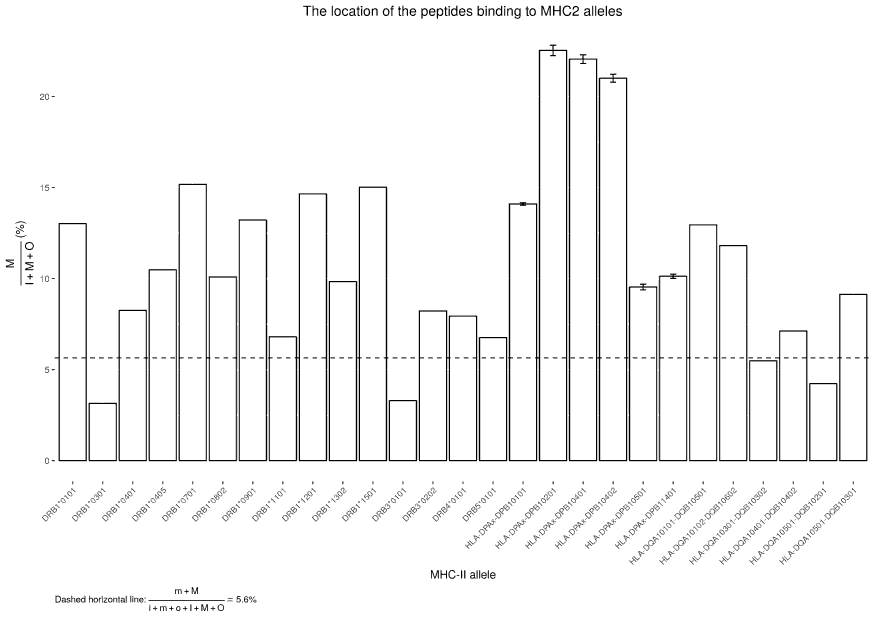 The location of the peptides binding to MHC2 alleles
M
I + M + O
(%)
20
15
10
5
0
DRB1*0101
DRB1*0301
DRB1*0401
DRB1*0405
DRB1*0701
DRB1*0802
DRB1*0901
DRB1*1101
DRB1*1201
DRB1*1302
DRB1*1501
DRB3*0101
DRB3*0202
DRB4*0101
DRB5*0101
HLA-DPAx-DPB10101
HLA-DPAx-DPB10201
HLA-DPAx-DPB10401
HLA-DPAx-DPB10402
HLA-DPAx-DPB10501
HLA-DPAx-DPB11401
HLA-DQA10101-DQB10501
HLA-DQA10102-DQB10602
HLA-DQA10301-DQB10302
HLA-DQA10401-DQB10402
HLA-DQA10501-DQB10201
HLA-DQA10501-DQB10301
MHC-II allele
m + M
Dashed horizontal line: = 5.6%
i + m + o + I + M + O